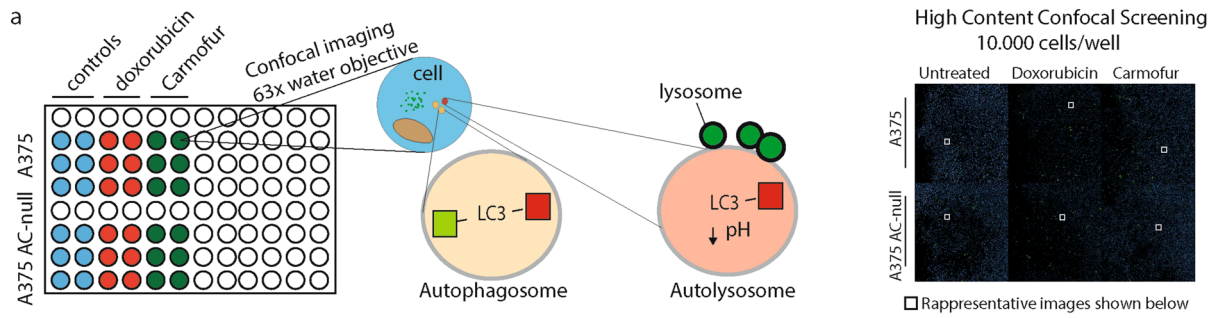 a
controls
doxorubicin
Carmofur
A375
A375 AC-null
Confocal imaging
63x water objective
cell
LC3
Autophagosome
lysosome
LC3
↓ pH
Autolysosome
High Content Confocal Screening
10.000 cells/well
Untreated Doxorubicin Carmofur
A375
A375 AC-null
Rappresentative images shown below